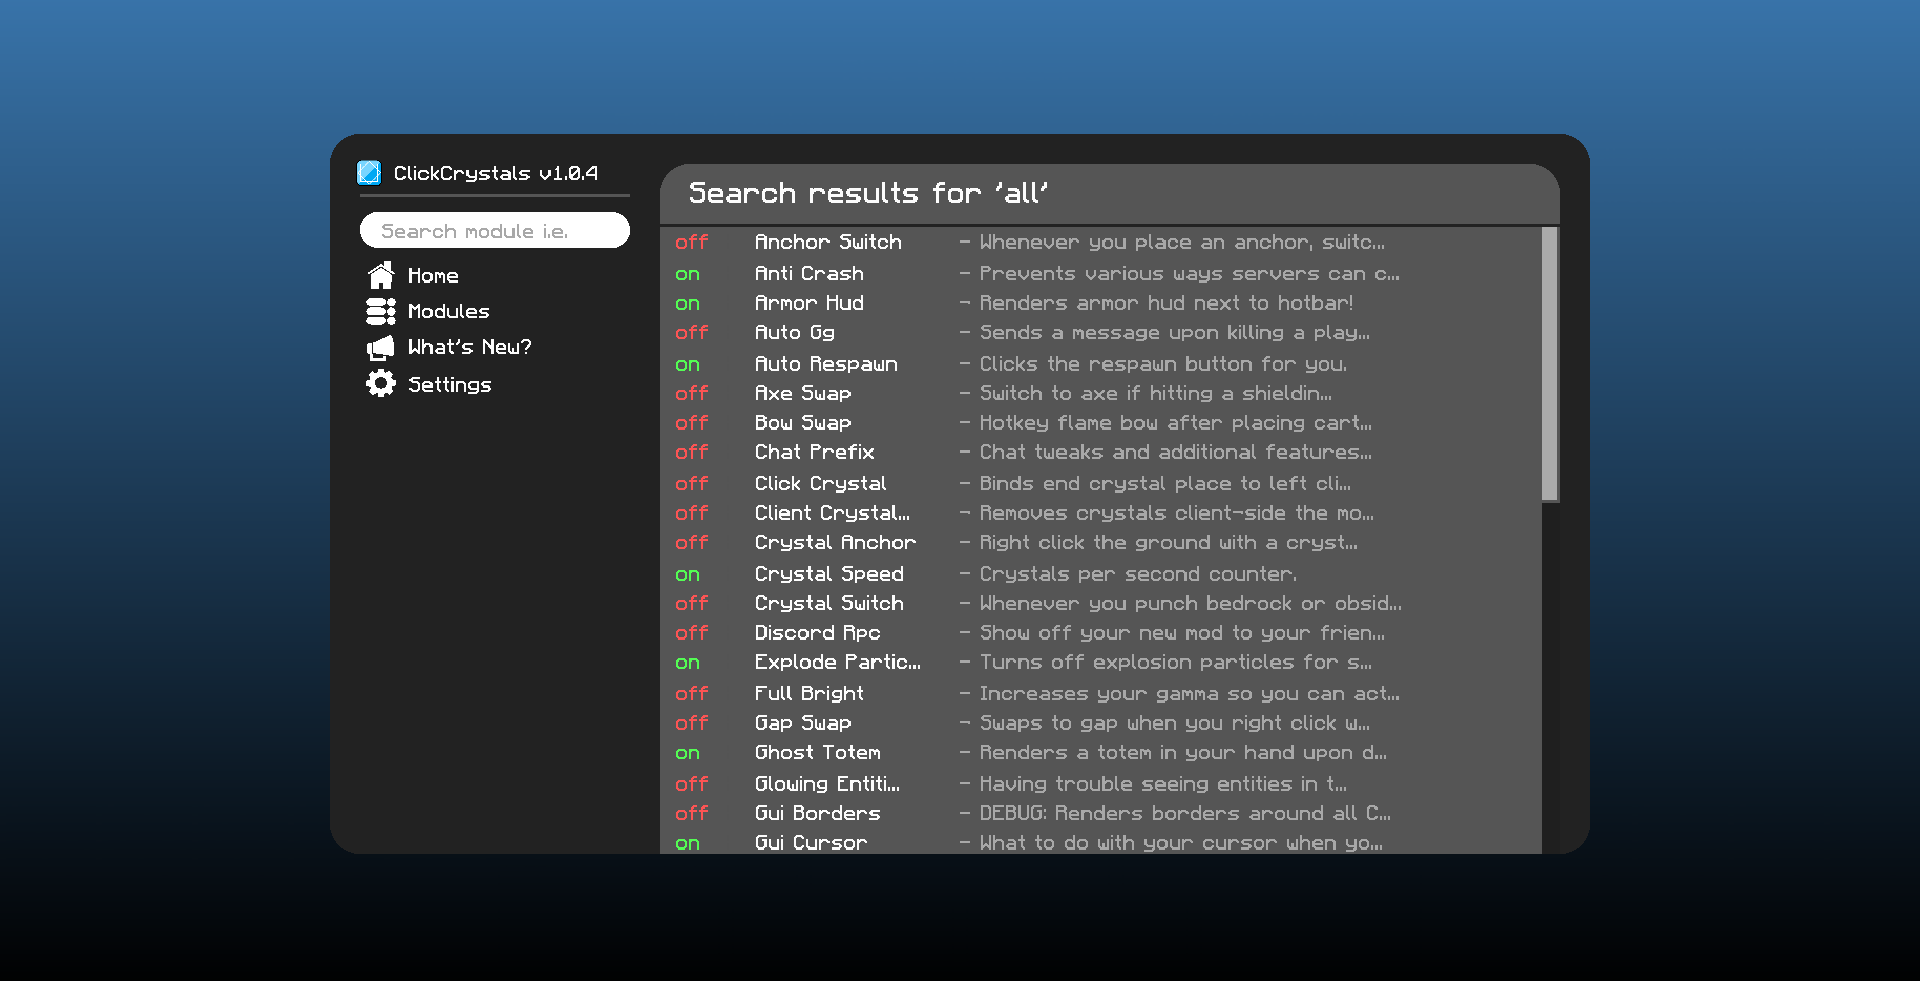 ClickCrystals v1.0.4
Search module i.e.
Home
Modules
What's New?
Settings
Search results for 'all'
off Anchor Switch - Whenever you place an anchor, switc...
on Anti Crash - Prevents various ways servers can c...
on Armor Hud - Renders armor hud next to hotbar!
off Auto Gg - Sends a message upon killing a play...
on Auto Respawn - Clicks the respawn button for you.
off Axe Swap - Switch to axe if hitting a shieldin...
off Bow Swap - Hotkey flame bow after placing cart...
off Chat Prefix - Chat tweaks and additional features...
off Click Crystal - Binds end crystal place to left cli...
off Client Crystal... - Removes crystals client-side the mo...
off Crystal Anchor - Right click the ground with a cryst...
on Crystal Speed - Crystals per second counter.
off Crystal Switch - Whenever you punch bedrock or obsid...
off Discord Rpc - Show off your new mod to your frien...
on Explode Partic... - Turns off explosion particles for s...
off Full Bright - Increases your gamma so you can act...
off Gap Swap - Swaps to gap when you right click w...
on Ghost Totem - Renders a totem in your hand upon d...
off Glowing Entiti... - Having trouble seeing entities in t...
off Gui Borders - DEBUG: Renders borders around all C...
on Gui Cursor - What to do with your cursor when yo...